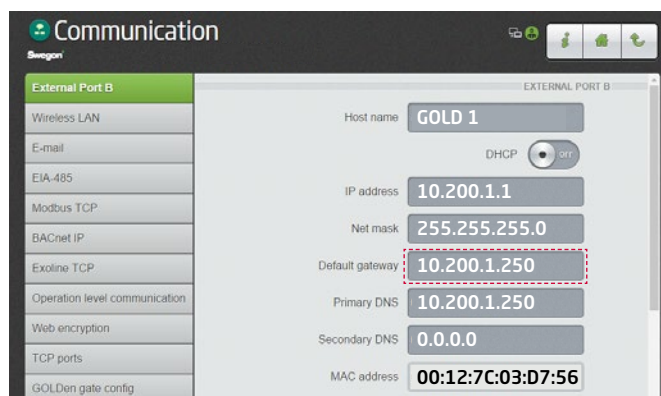 Communication
Swegon
i
External Port B
Wireless LAN
E-mail
EIA-485
Modbus TCP
BACnet IP
Exoline TCP
Operation level communication
Web encryption
TCP ports
GOLDen gate config
EXTERNAL PORT B
Host name GOLD 1
DHCP OFF
IP address 10.200.1.1
Net mask 255.255.255.0
Default gateway 10.200.1.250
Primary DNS 10.200.1.250
Secondary DNS 0.0.0.0
MAC address 00:12:7C:03:D7:56